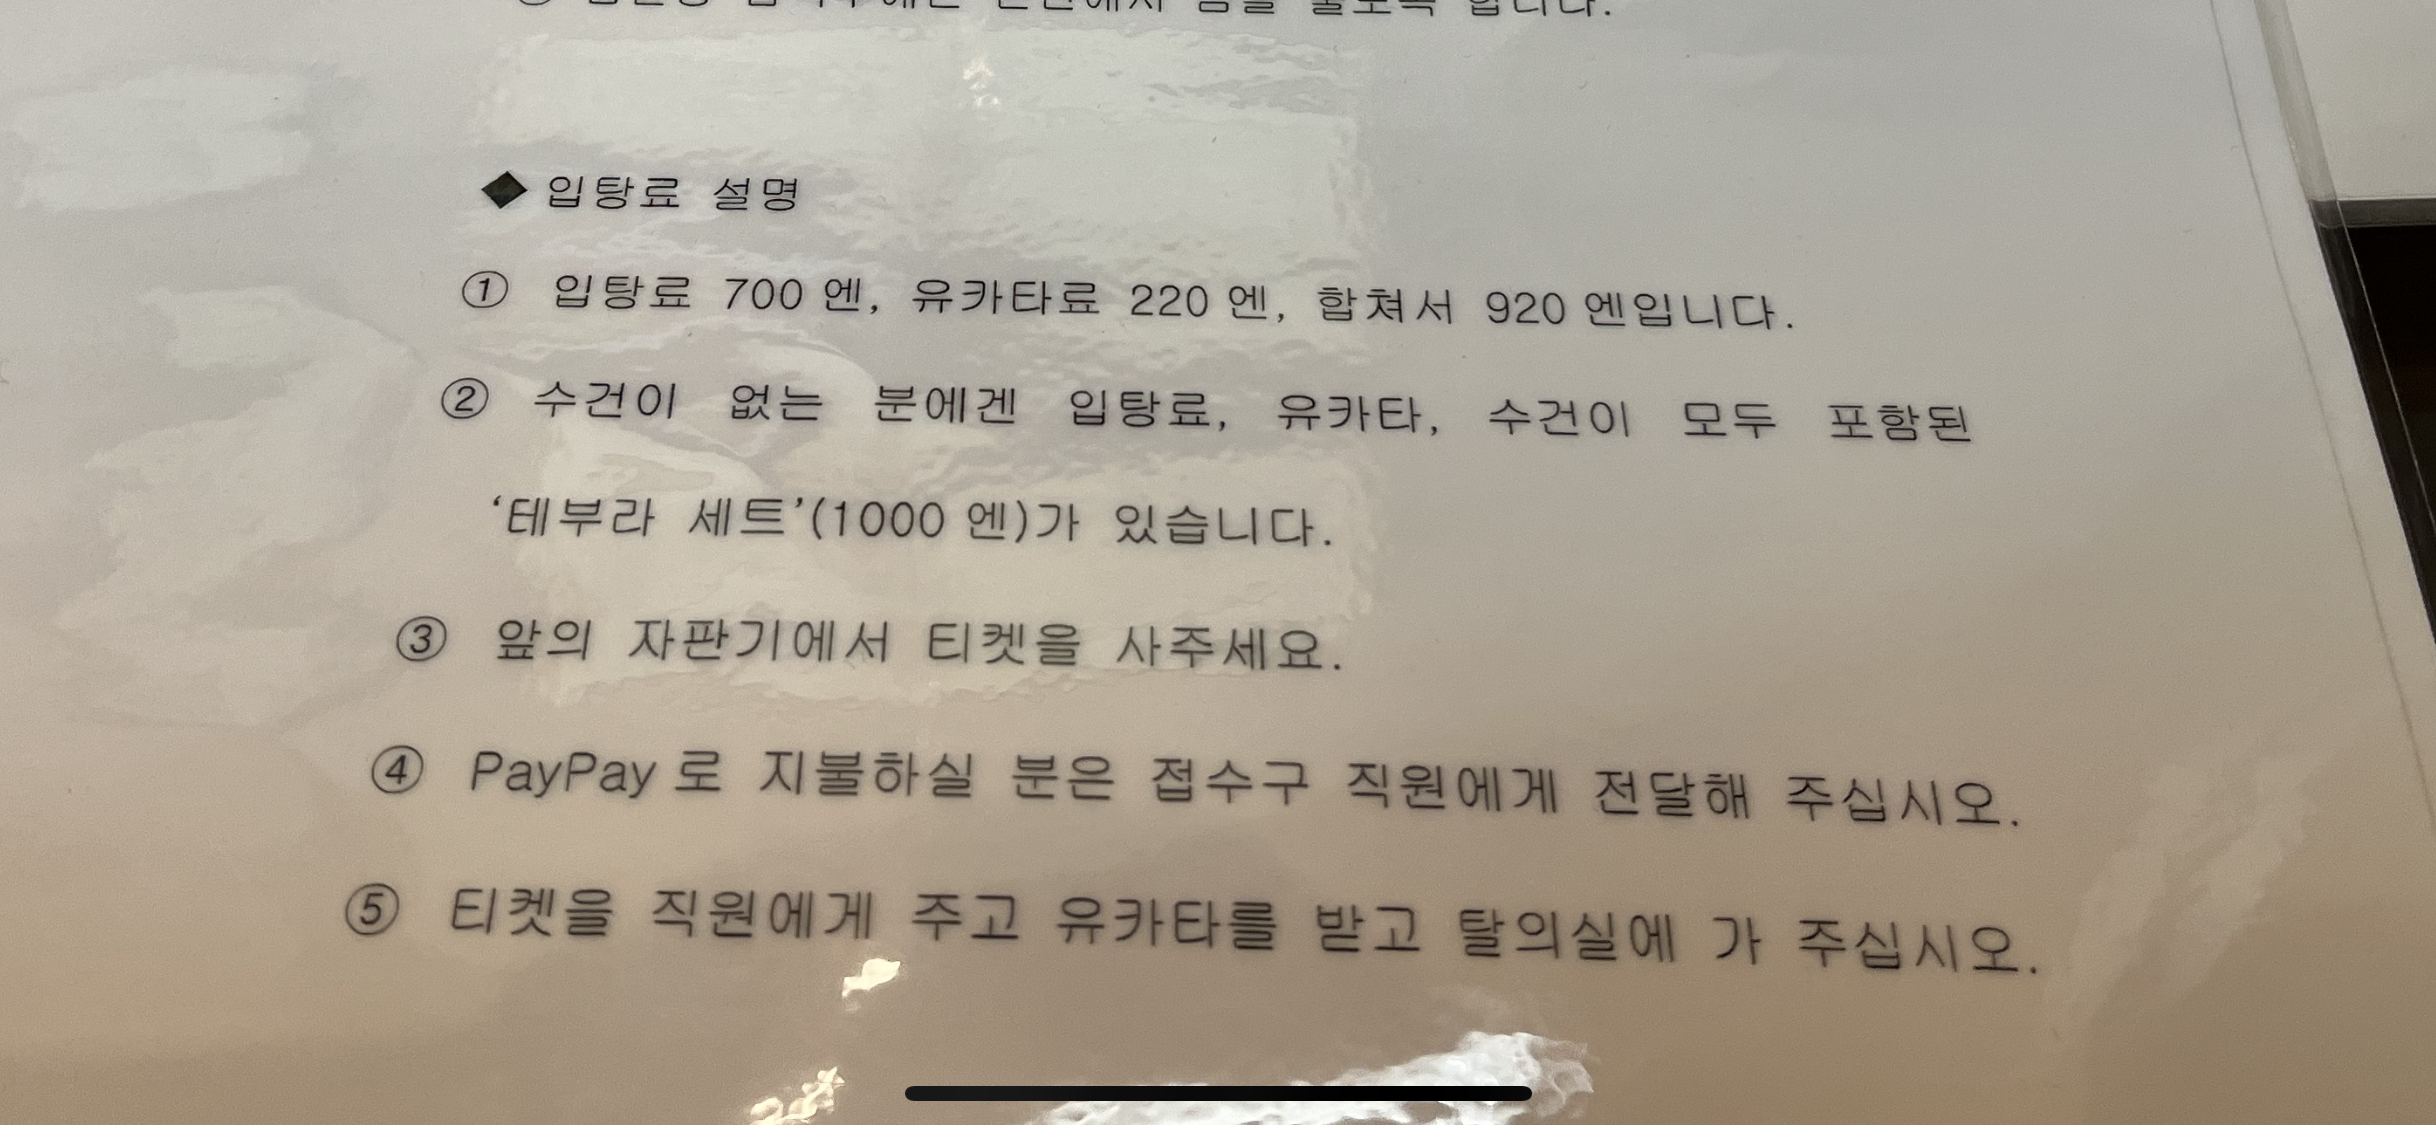 ◆ 입탕료 설명
① 입탕료 700 엔, 유카타료 220 엔, 합쳐서 920 엔입니다.
② 수건이 없는 분에겐 입탕료, 유카타, 수건이 모두 포함된
‘테부라 세트’(1000 엔)가 있습니다.
③ 앞의 자판기에서 티켓을 사주세요.
④ PayPay 로 지불하실 분은 접수구 직원에게 전달해 주십시오.
⑤ 티켓을 직원에게 주고 유카타를 받고 탈의실에 가 주십시오.